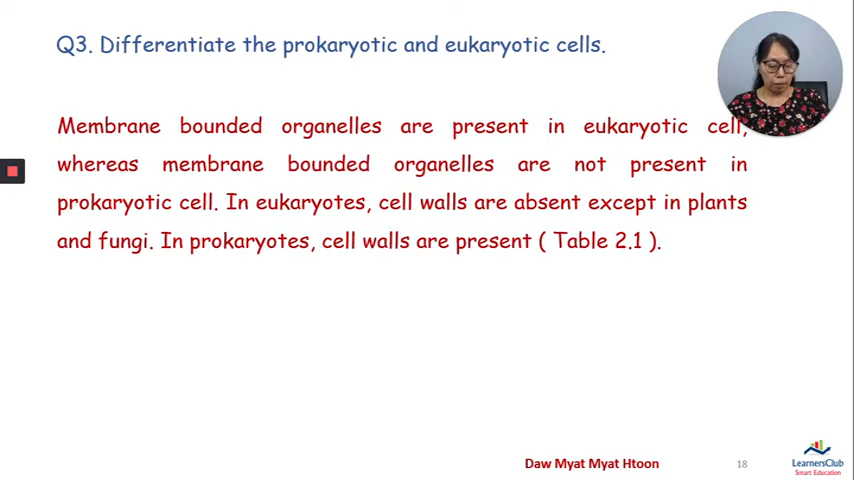 Q3. Differentiate the prokaryotic and eukaryotic cells.
Membrane bounded organelles are present in eukaryotic cell,
whereas membrane bounded organelles are not present in
prokaryotic cell. In eukaryotes, cell walls are absent except in plants
and fungi. In prokaryotes, cell walls are present ( Table 2.1 ).
Daw Myat Myat Htoon
18
LearnersClub
Smart Education